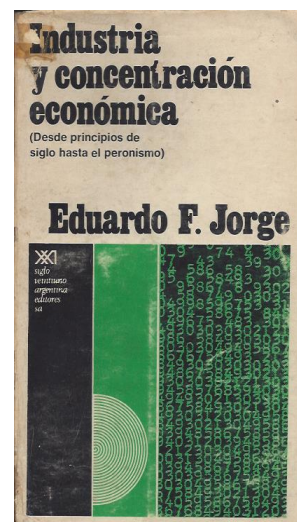 Industria
y concentración
económica
(Desde principios de
siglo hasta el peronismo)
Eduardo F. Jorge
siglo
veintiuno
argentina
editores
sa